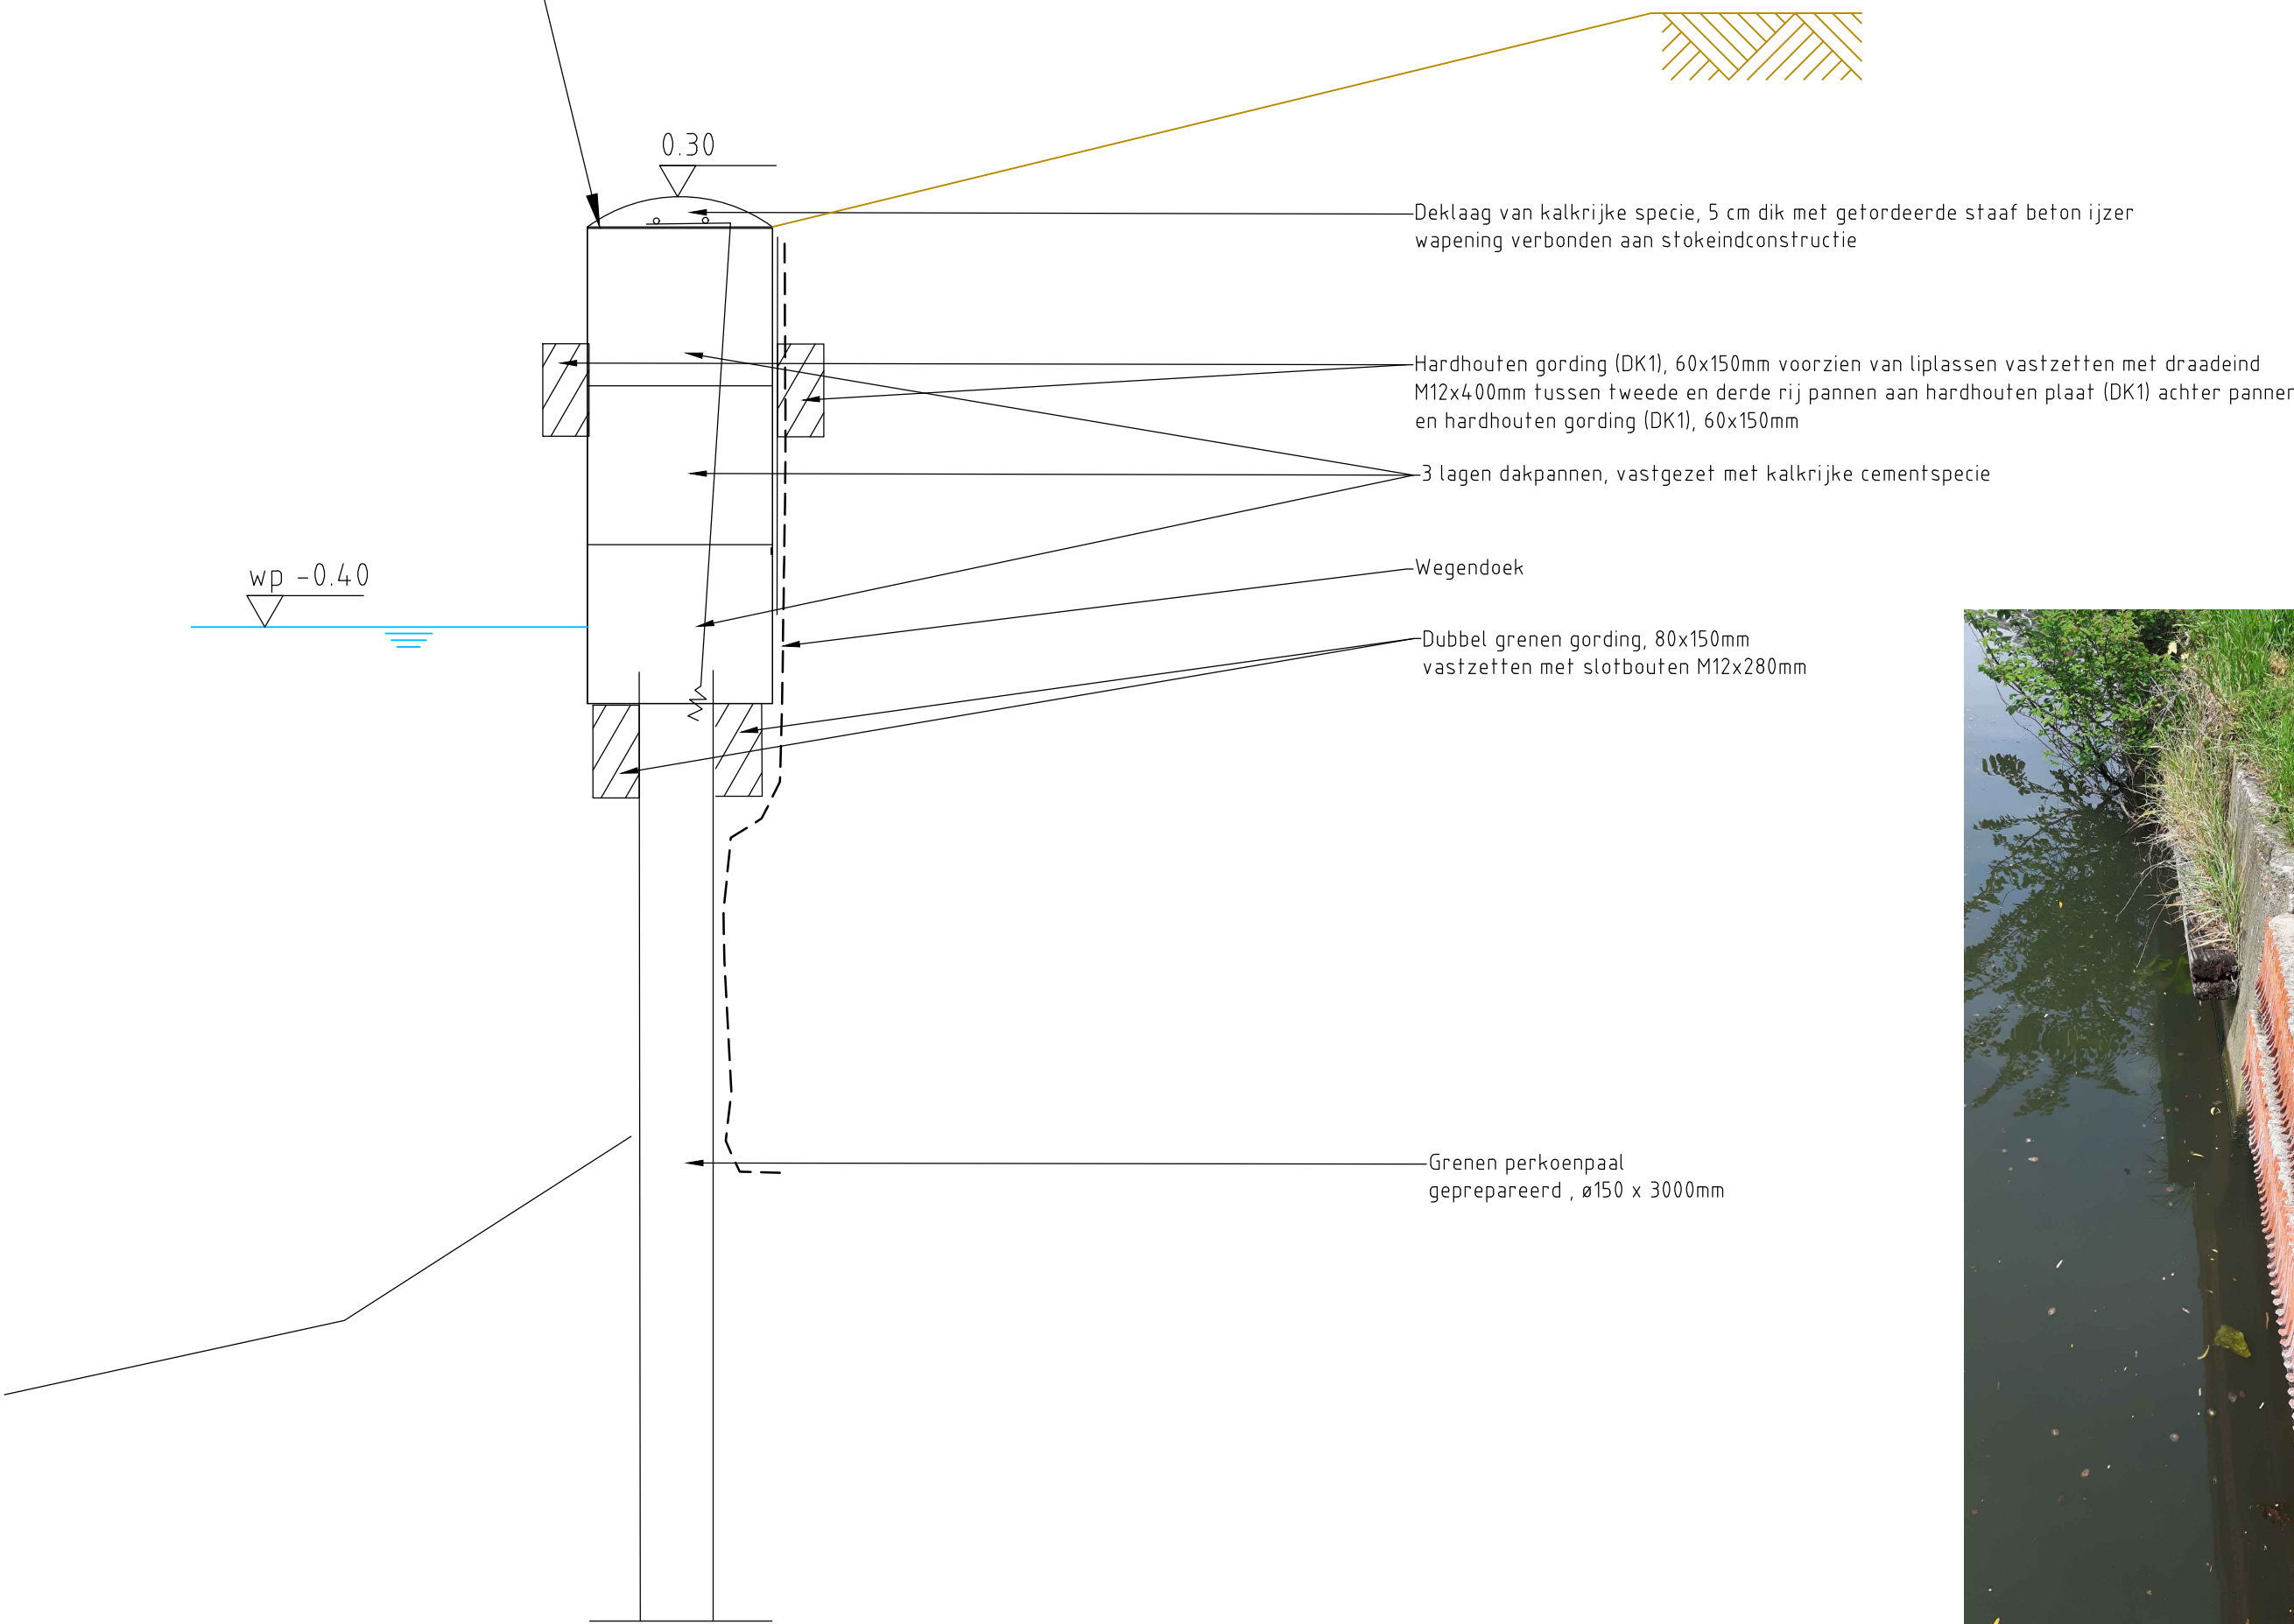 0.30
Deklaag van kalkrijke specie, 5 cm dik met getordeerde staaf beton ijzer
wapening verbonden aan stokeindconstructie
Hardhouten gording (DK1), 60x150mm voorzien van liplassen vastzetten met draadeind
M12x400mm tussen tweede en derde rij pannen aan hardhouten plaat (DK1) achter pannen
en hardhouten gording (DK1), 60x150mm
3 lagen dakpannen, vastgezet met kalkrijke cementspecie
wp -0.40
Wegendoek
Dubbel grenen gording, 80x150mm
vastzetten met slotbouten M12x280mm
Grenen perkoenpaal
geprepareerd , ø150 x 3000mm